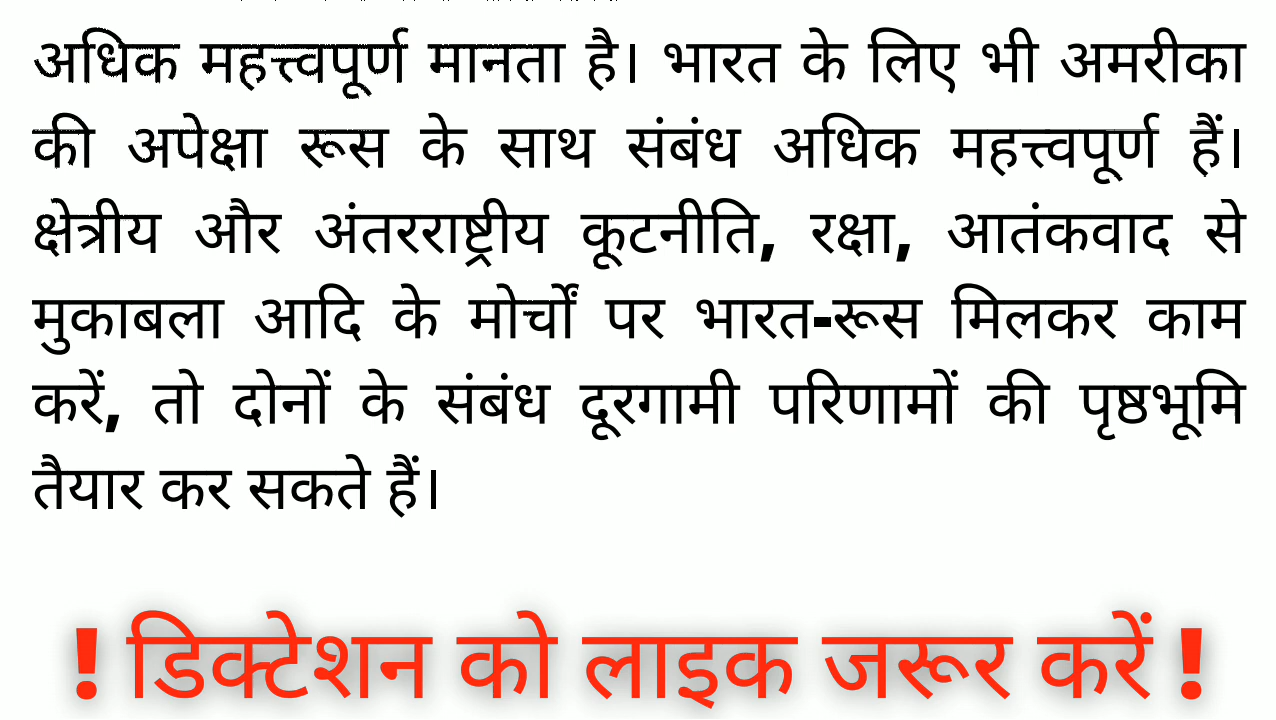 अधिक महत्त्वपूर्ण मानता है। भारत के लिए भी अमरीका
की अपेक्षा रूस के साथ संबंध अधिक महत्त्वपूर्ण हैं।
क्षेत्रीय और अंतरराष्ट्रीय कूटनीति, रक्षा, आतंकवाद से
मुकाबला आदि के मोर्चों पर भारत-रूस मिलकर काम
करें, तो दोनों के संबंध दूरगामी परिणामों की पृष्ठभूमि
तैयार कर सकते हैं।
! डिक्टेशन को लाइक जरूर करें !